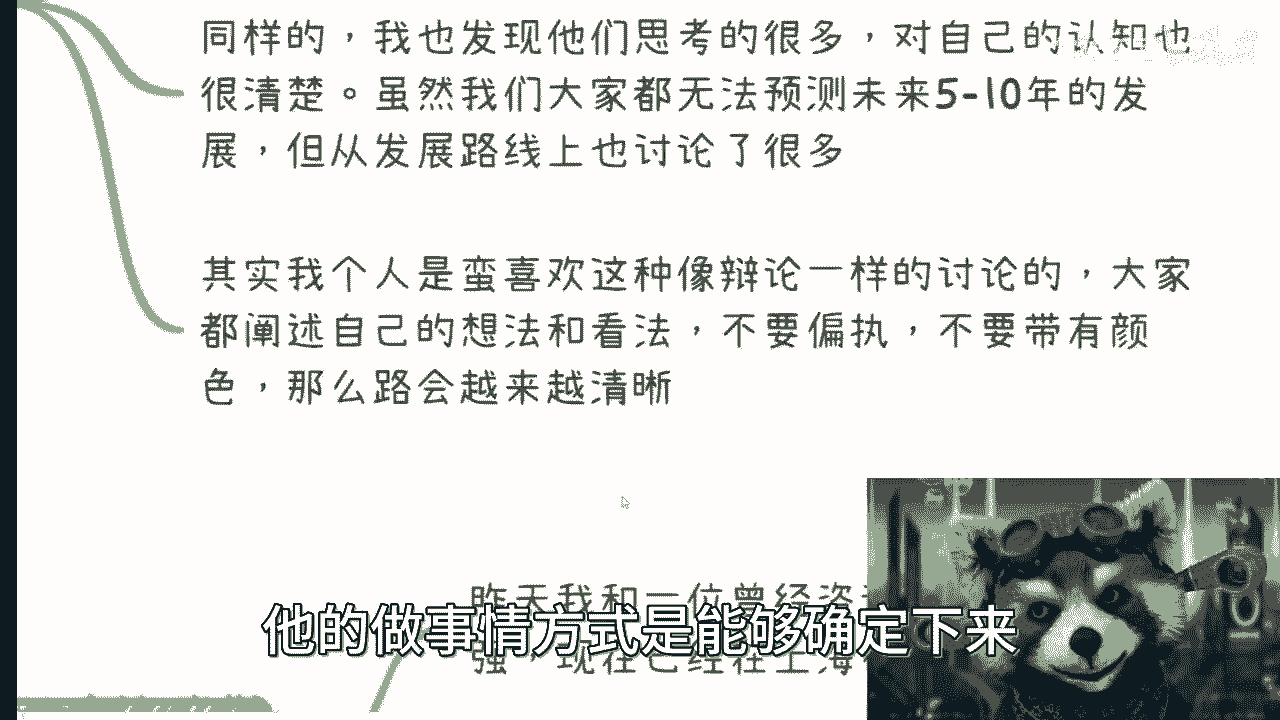 同样的，我也发现他们思考的很多，对自己的认知也
很清楚。虽然我们大家都无法预测未来5-10年的发
展，但从发展路线上也讨论了很多
其实我个人是蛮喜欢这种像辩论一样的讨论的，大家
都阐述自己的想法和看法，不要偏执，不要带有颜
色，那么路会越来越清晰
昨天我和一位曾经咨
他的做事情方式是能够确定下来
强，现在已经在上海